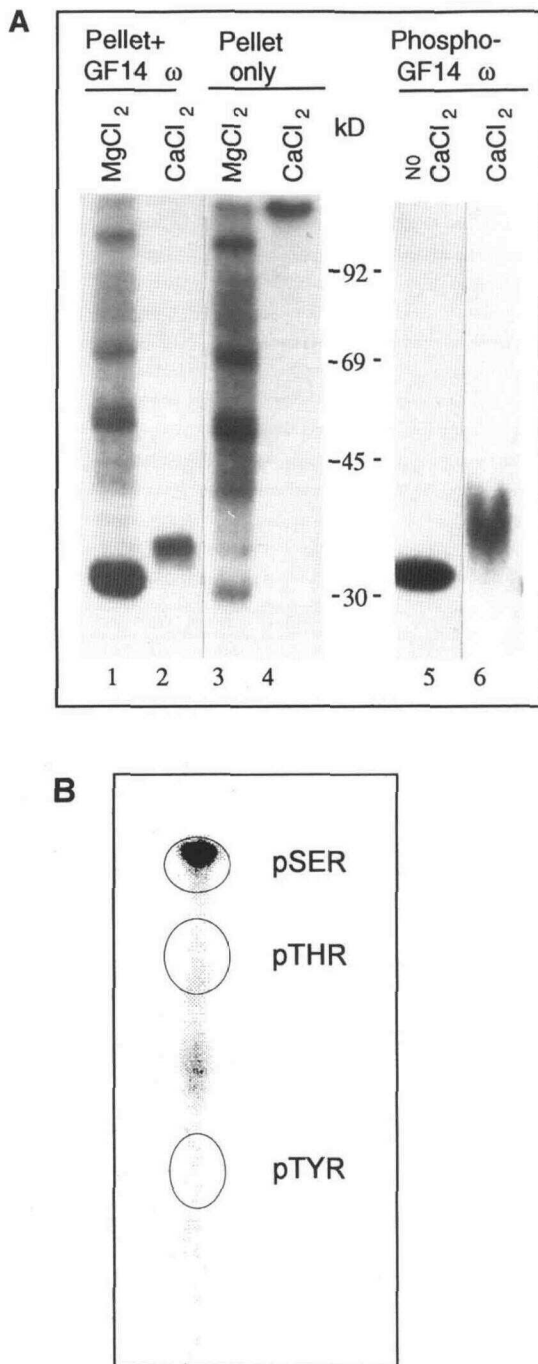 A
Pellet+ Pellet Phospho-
GF14 ω only GF14 ω
MgCl2 CaCl2 MgCl2 CaCl2 kD No CaCl2 CaCl2
-92-
-69-
-45-
-30-
1 2 3 4 5 6
B
pSER
pTHR
pTYR